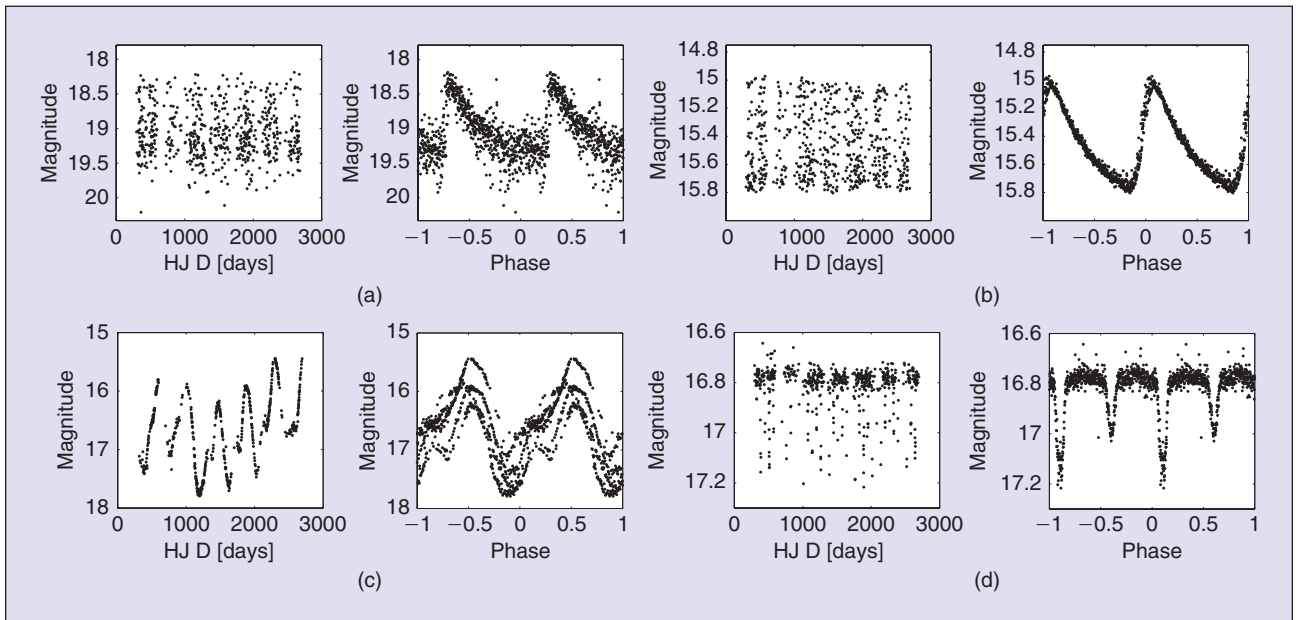 18
18.5
19
19.5
20
Magnitude
0 1000 2000 3000
HJ D [days]
18
18.5
19
19.5
20
Magnitude
−1 −0.5 0 0.5 1
Phase
(a)
14.8
15
15.2
15.4
15.6
15.8
Magnitude
0 1000 2000 3000
HJ D [days]
14.8
15
15.2
15.4
15.6
15.8
Magnitude
−1 −0.5 0 0.5 1
Phase
(b)
15
16
17
18
Magnitude
0 1000 2000 3000
HJ D [days]
15
16
17
18
Magnitude
−1 −0.5 0 0.5 1
Phase
(c)
16.6
16.8
17
17.2
Magnitude
0 1000 2000 3000
HJ D [days]
16.6
16.8
17
17.2
Magnitude
−1 −0.5 0 0.5 1
Phase
(d)